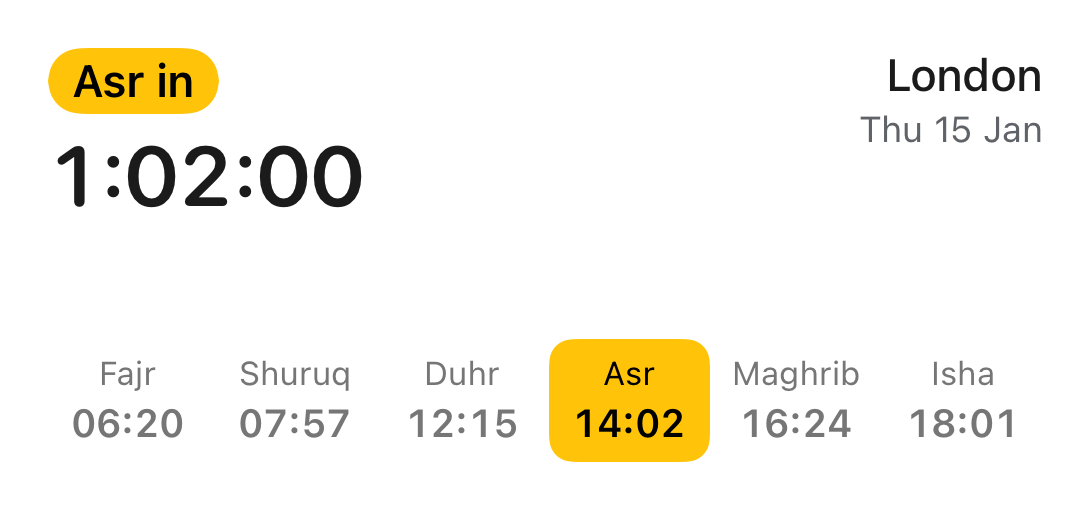 Asr in
London
1:02:00
Thu 15 Jan
Fajr Shuruq Duhr Asr Maghrib Isha
06:20 07:57 12:15 14:02 16:24 18:01